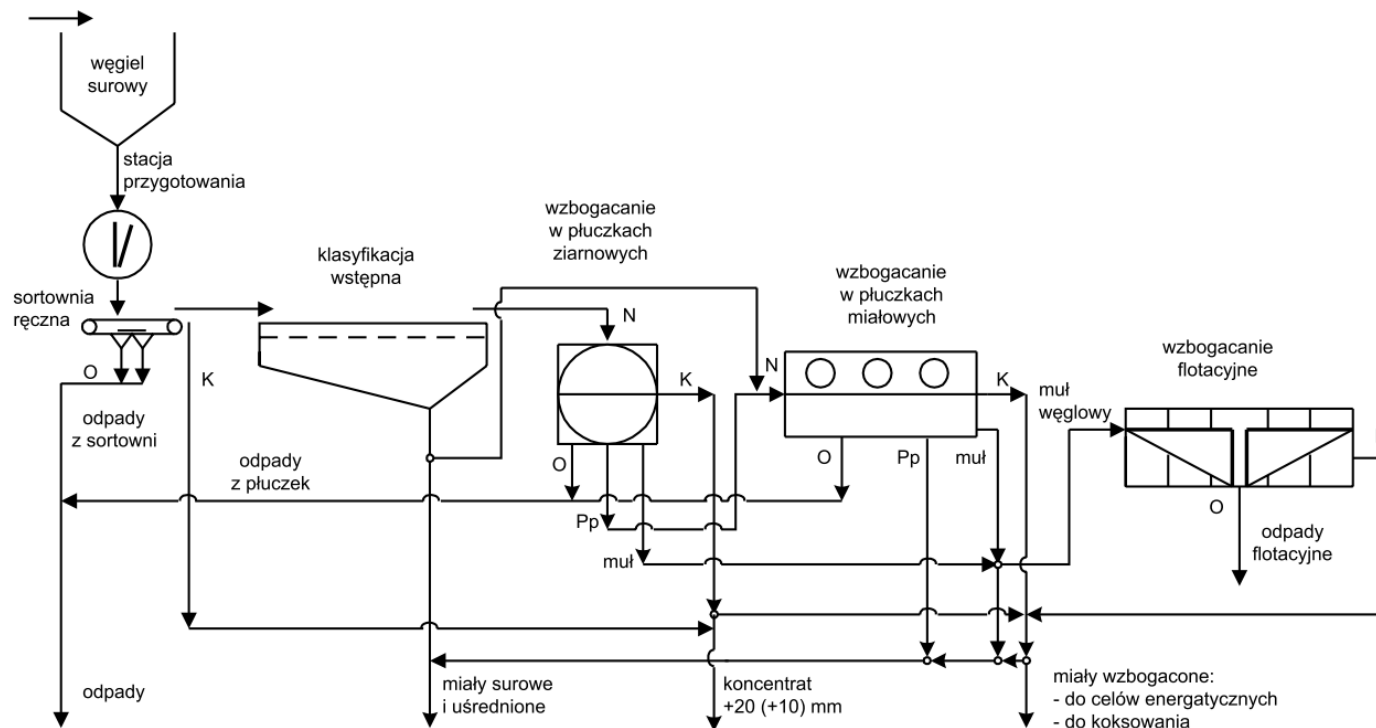 węgiel
surowy
stacja
przygotowania
sortownia
ręczna
O
K
odpady
z sortowni
klasyfikacja
wstępna
wzbogacanie
w płuczkach
ziarnowych
N
K
O
Pp
muł
odpady
z płuczek
wzbogacanie
w płuczkach
miałowych
N
K
O
Pp
muł
muł
węglowy
wzbogacanie
flotacyjne
O
odpady
flotacyjne
odpady
miały surowe
i uśrednione
koncentrat
+20 (+10) mm
miały wzbogacone:
- do celów energatycznych
- do koksowania